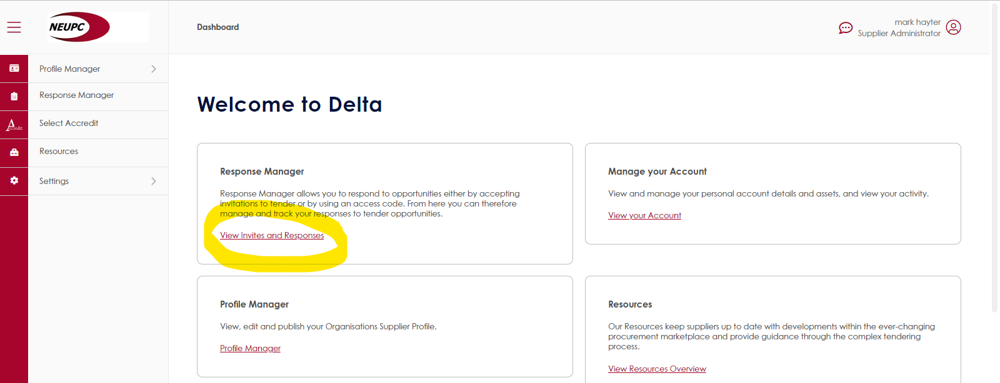 NEUPC
Dashboard
mark hayter
Supplier Administrator
Profile Manager
Response Manager
Select Accredit
Accredit
Resources
Settings
Welcome to Delta
Response Manager
Response Manager allows you to respond to opportunities either by accepting
invitations to tender or by using an access code. From here you can therefore
manage and track your responses to tender opportunities.
View Invites and Responses
Manage your Account
View and manage your personal account details and assets, and view your activity.
View your Account
Profile Manager
View, edit and publish your Organisations Supplier Profile.
Profile Manager
Resources
Our Resources keep suppliers up to date with developments within the ever-changing
procurement marketplace and provide guidance through the complex tendering
process.
View Resources Overview